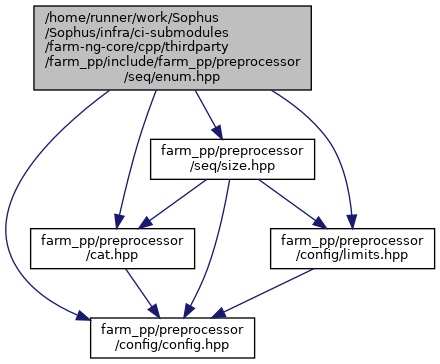 /home/runner/work/Sophus
/Sophus/infra/ci-submodules
/farm-ng-core/cpp/thirdparty
/farm_pp/include/farm_pp/preprocessor
/seq/enum.hpp
farm_pp/preprocessor
/seq/size.hpp
farm_pp/preprocessor
/cat.hpp
farm_pp/preprocessor
/config/limits.hpp
farm_pp/preprocessor
/config/config.hpp